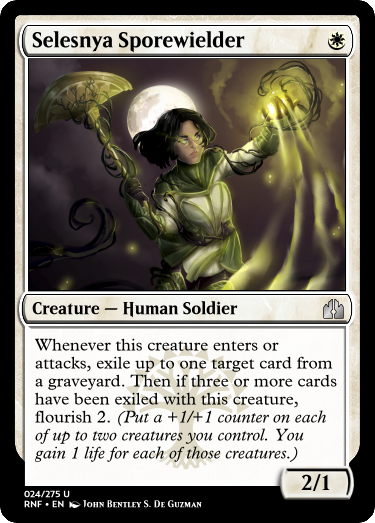 Selesnya Sporewielder
Creature — Human Soldier
Whenever this creature enters or
attacks, exile up to one target card from
a graveyard. Then if three or more cards
have been exiled with this creature,
flourish 2. (Put a +1/+1 counter on each
of up to two creatures you control. You
gain 1 life for each of those creatures.)
2/1
024/275 U
RNF • EN John Bentley S. De Guzman